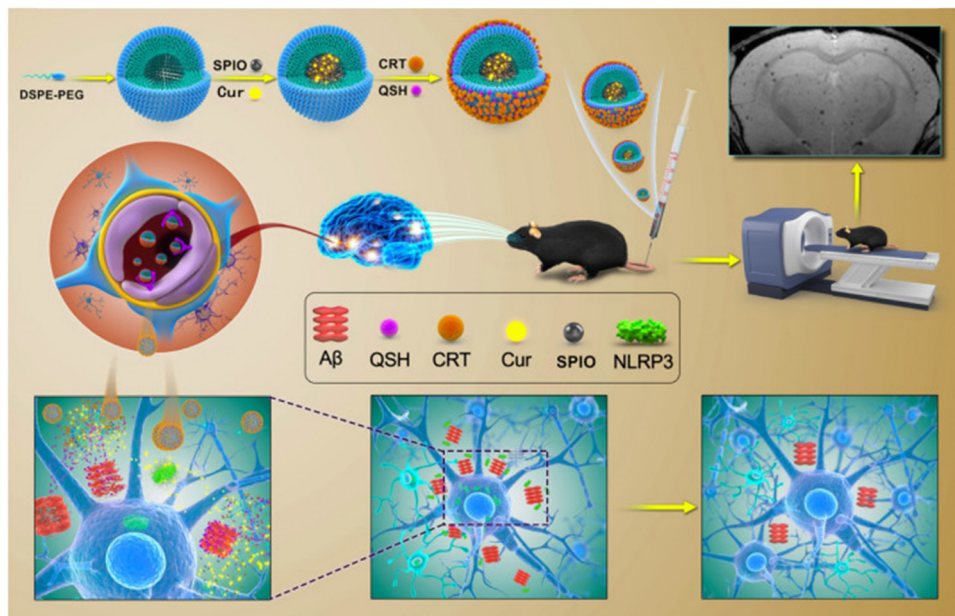 DSPE-PEG
SPIO
Cur
CRT
QSH
Aβ
QSH
CRT
Cur
SPIO
NLRP3